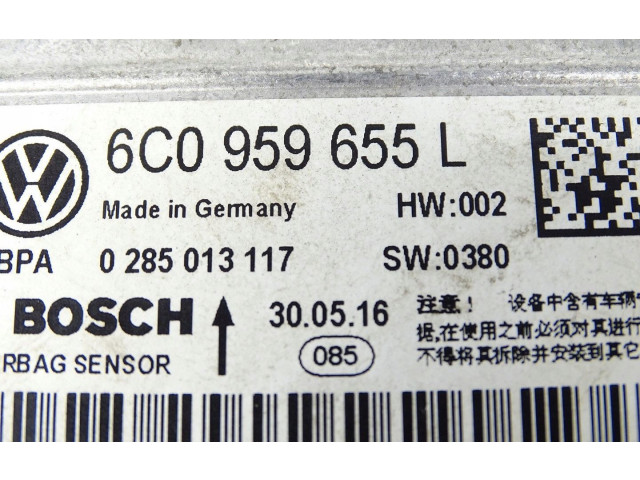 6C0 959 655 L
Made in Germany HW:002
BPA 0 285 013 117 SW:0380
BOSCH 30.05.16
RBAG SENSOR 085
注意！ 设备中含有车辆
据,在使用之前必须对其进行
不得将其拆除并安装到其它